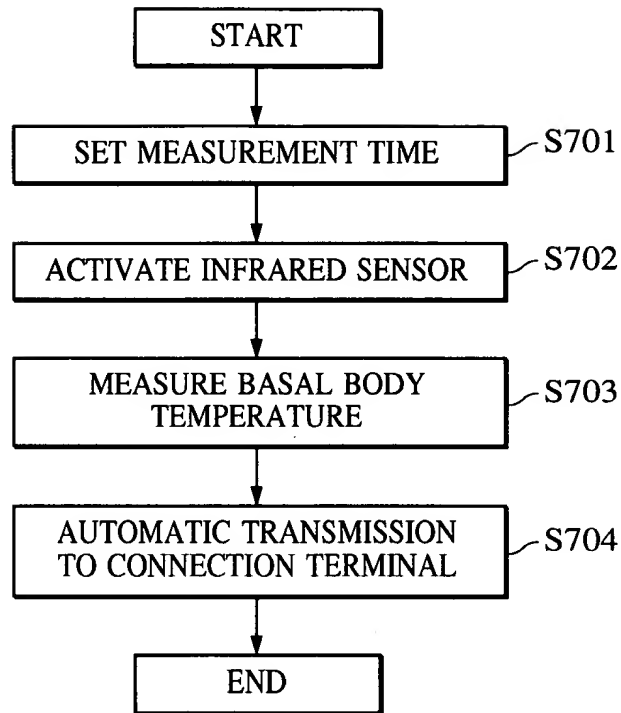 START
SET MEASUREMENT TIME
S701
ACTIVATE INFRARED SENSOR
S702
MEASURE BASAL BODY
TEMPERATURE
S703
AUTOMATIC TRANSMISSION
TO CONNECTION TERMINAL
S704
END